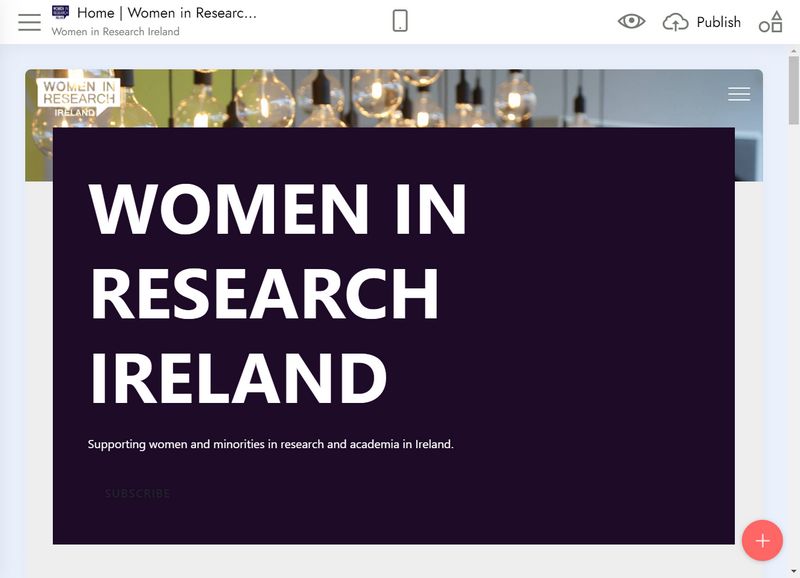 Home | Women in Researc...
Women in Research Ireland
Publish
WOMEN IN
RESEARCH
IRELAND
WOMEN IN
RESEARCH
IRELAND
Supporting women and minorities in research and academia in Ireland.
SUBSCRIBE